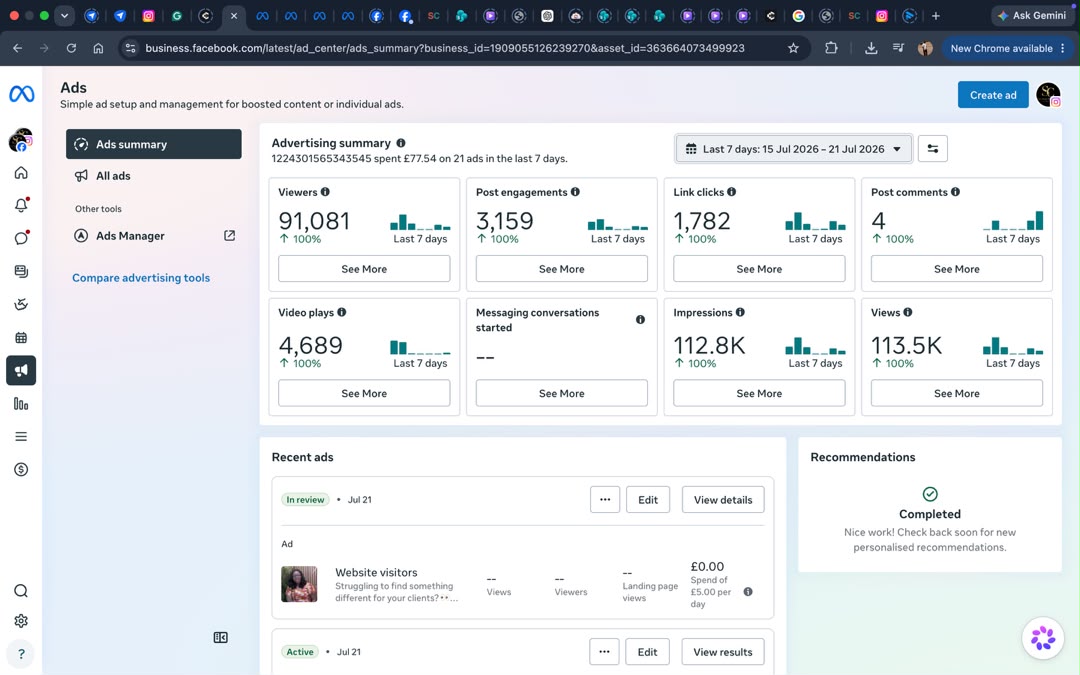 SC
SC
Ask Gemini
business.facebook.com/latest/ad_center/ads_summary?business_id=1909055126239270&asset_id=363664073499923
New Chrome available
Ads
Simple ad setup and management for boosted content or individual ads.
Create ad
Ads summary
All ads
Other tools
Ads Manager
Compare advertising tools
Advertising summary
1224301565343545 spent £77.54 on 21 ads in the last 7 days.
Last 7 days: 15 Jul 2026 – 21 Jul 2026
Viewers
91,081
↑ 100%
Last 7 days
See More
Post engagements
3,159
↑ 100%
Last 7 days
See More
Link clicks
1,782
↑ 100%
Last 7 days
See More
Post comments
4
↑ 100%
Last 7 days
See More
Video plays
4,689
↑ 100%
Last 7 days
See More
Messaging conversations
started
--
See More
Impressions
112.8K
↑ 100%
Last 7 days
See More
Views
113.5K
↑ 100%
Last 7 days
See More
Recent ads
In review • Jul 21
... Edit View details
Ad
Website visitors
Struggling to find something
different for your clients? ••...
--
Views
--
Viewers
--
Landing page
views
£0.00
Spend of
£5.00 per
day
Active • Jul 21
... Edit View results
Recommendations
Completed
Nice work! Check back soon for new
personalised recommendations.